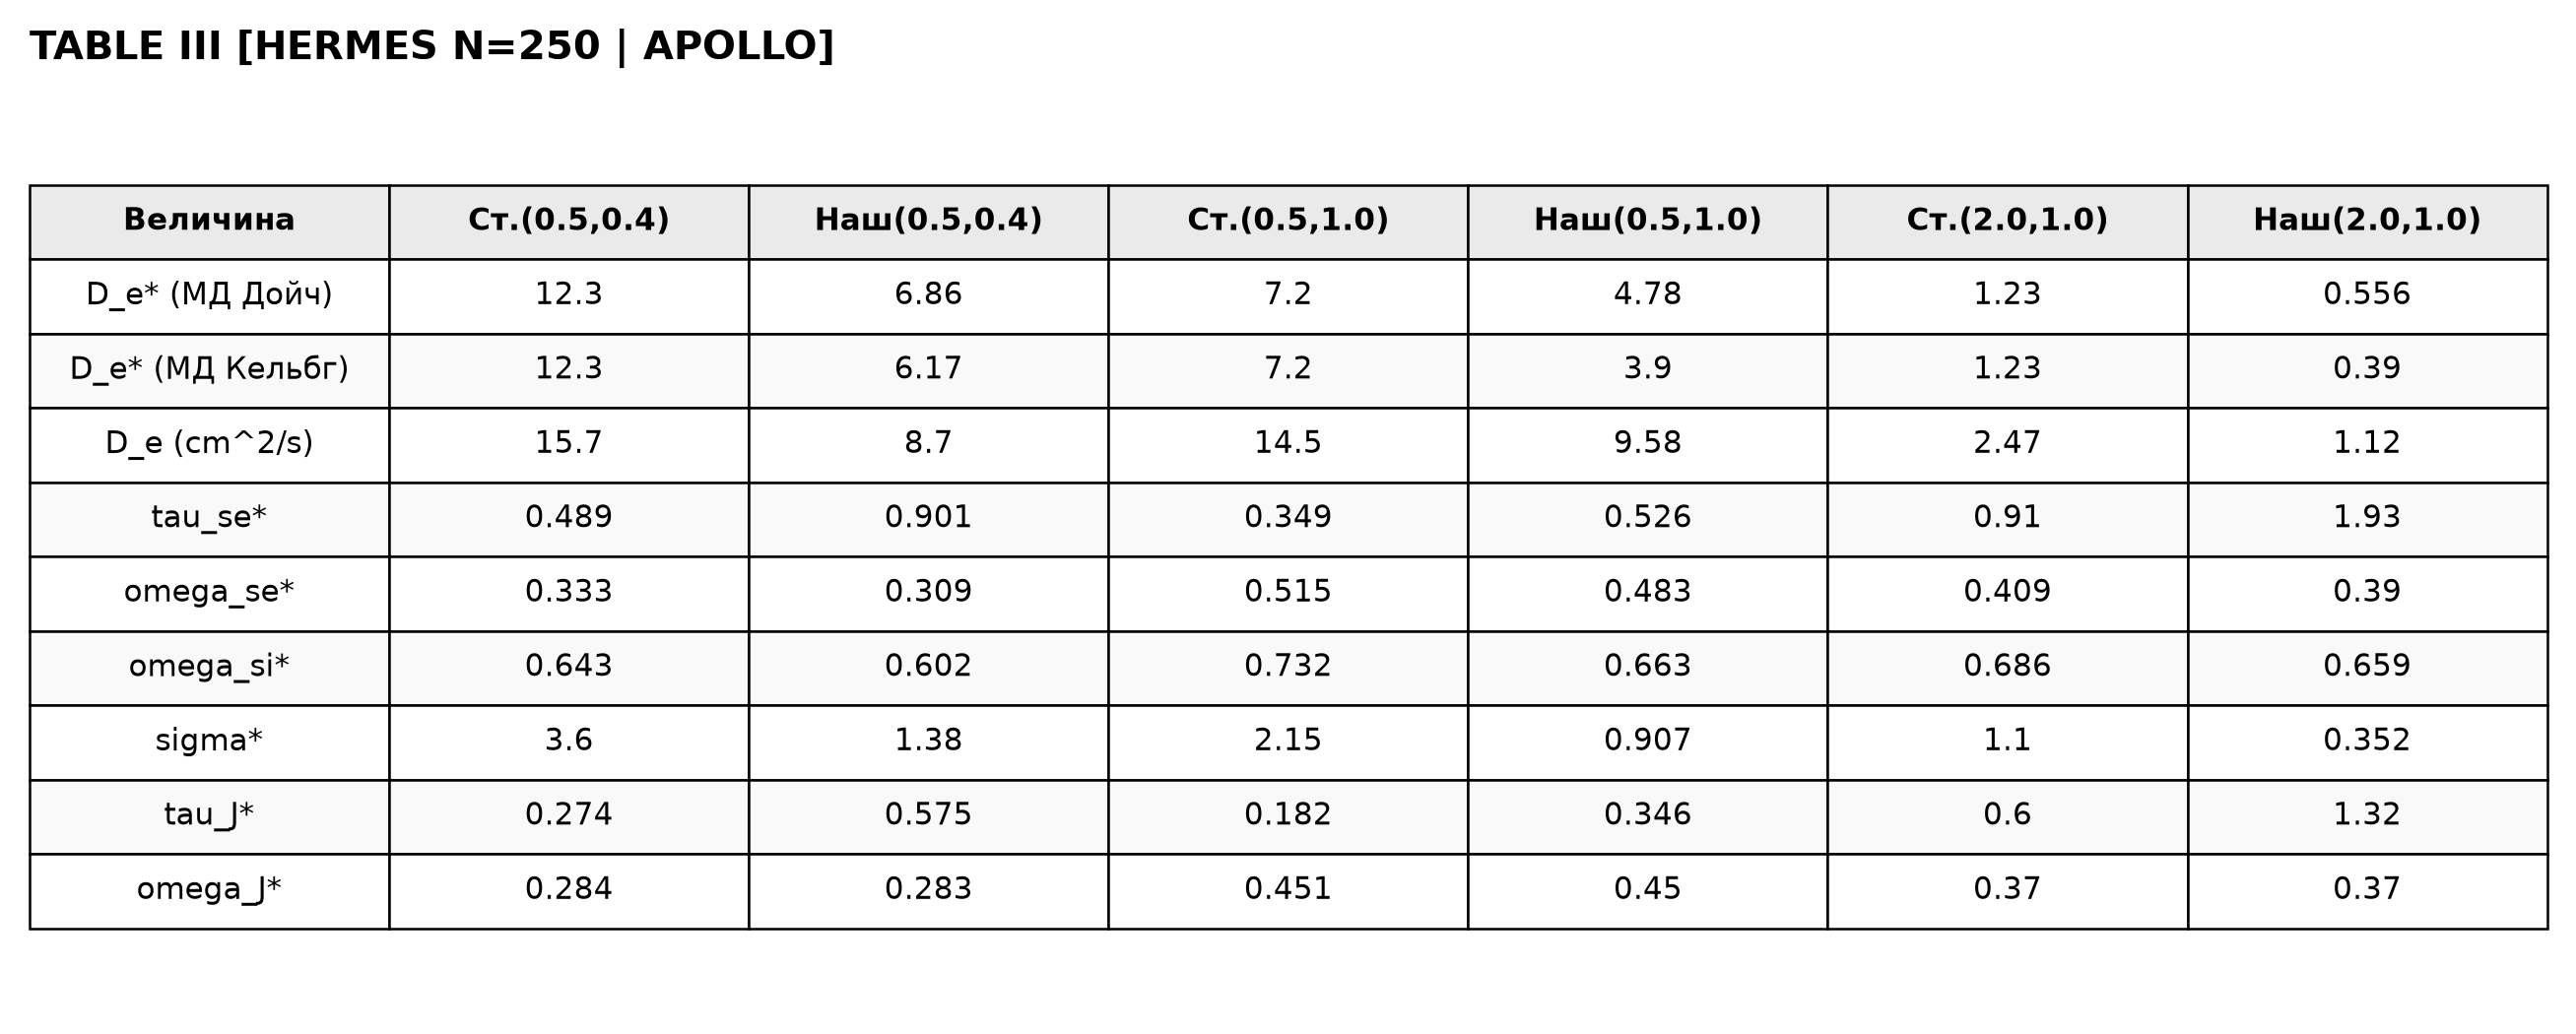 TABLE III [HERMES N=250 | APOLLO]
Величина Ст.(0.5,0.4) Наш(0.5,0.4) Ст.(0.5,1.0) Наш(0.5,1.0) Ст.(2.0,1.0) Наш(2.0,1.0)
D_e* (МД Дойч) 12.3 6.86 7.2 4.78 1.23 0.556
D_e* (МД Кельбг) 12.3 6.17 7.2 3.9 1.23 0.39
D_e (cm^2/s) 15.7 8.7 14.5 9.58 2.47 1.12
tau_se* 0.489 0.901 0.349 0.526 0.91 1.93
omega_se* 0.333 0.309 0.515 0.483 0.409 0.39
omega_si* 0.643 0.602 0.732 0.663 0.686 0.659
sigma* 3.6 1.38 2.15 0.907 1.1 0.352
tau_J* 0.274 0.575 0.182 0.346 0.6 1.32
omega_J* 0.284 0.283 0.451 0.45 0.37 0.37